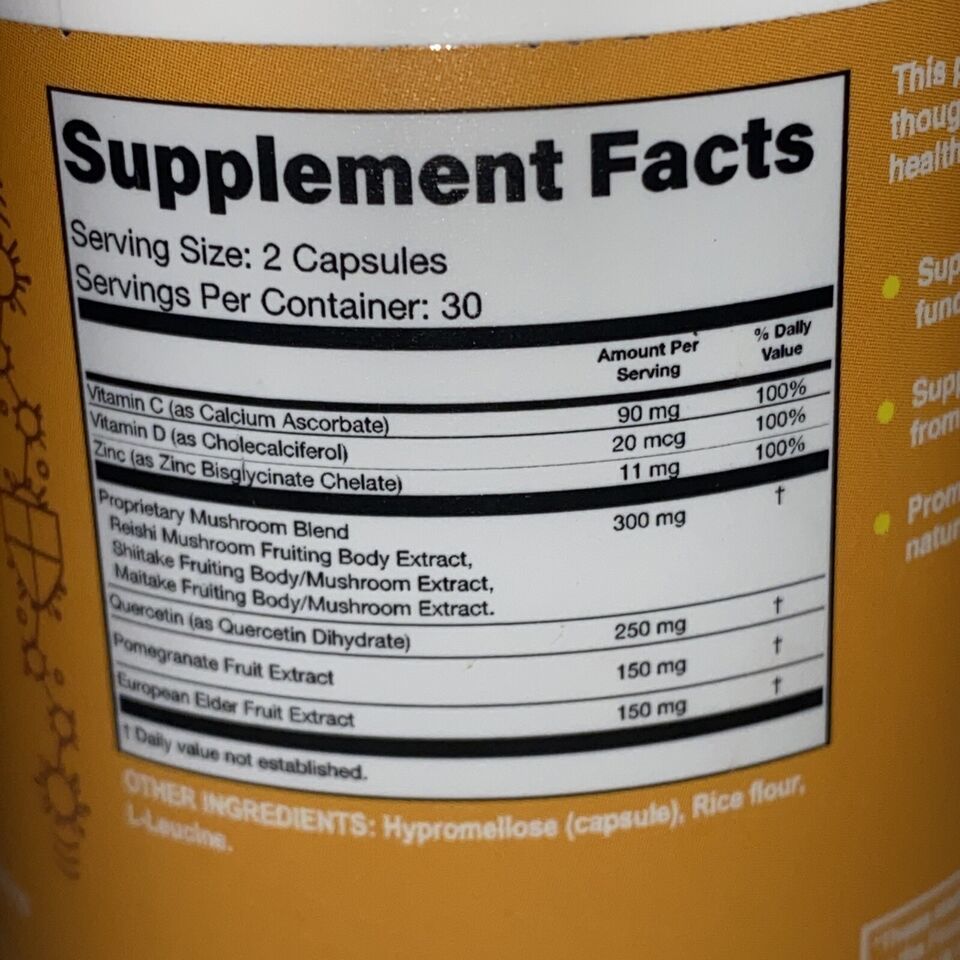 Supplement Facts
Serving Size: 2 Capsules
Servings Per Container: 30
Amount Per Serving % Daily Value
Vitamin C (as Calcium Ascorbate) 90 mg 100%
Vitamin D (as Cholecalciferol) 20 mcg 100%
Zinc (as Zinc Bisglycinate Chelate) 11 mg 100%
Proprietary Mushroom Blend 300 mg †
Reishi Mushroom Fruiting Body Extract,
Shiitake Fruiting Body/Mushroom Extract,
Maitake Fruiting Body/Mushroom Extract.
Quercetin (as Quercetin Dihydrate) 250 mg †
Pomegranate Fruit Extract 150 mg †
European Elder Fruit Extract 150 mg †
† Daily value not established.
OTHER INGREDIENTS: Hypromellose (capsule), Rice flour,
L-Leucine.
This